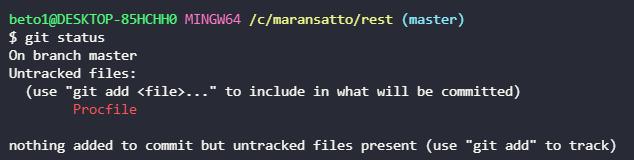 beto1@DESKTOP-85HCHH0 MINGW64 /c/maransatto/rest (master)
$ git status
On branch master
Untracked files:
  (use "git add <file>..." to include in what will be committed)
        Procfile

nothing added to commit but untracked files present (use "git add" to track)